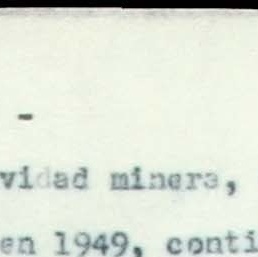 -
vidad minera,
en 1949, conti